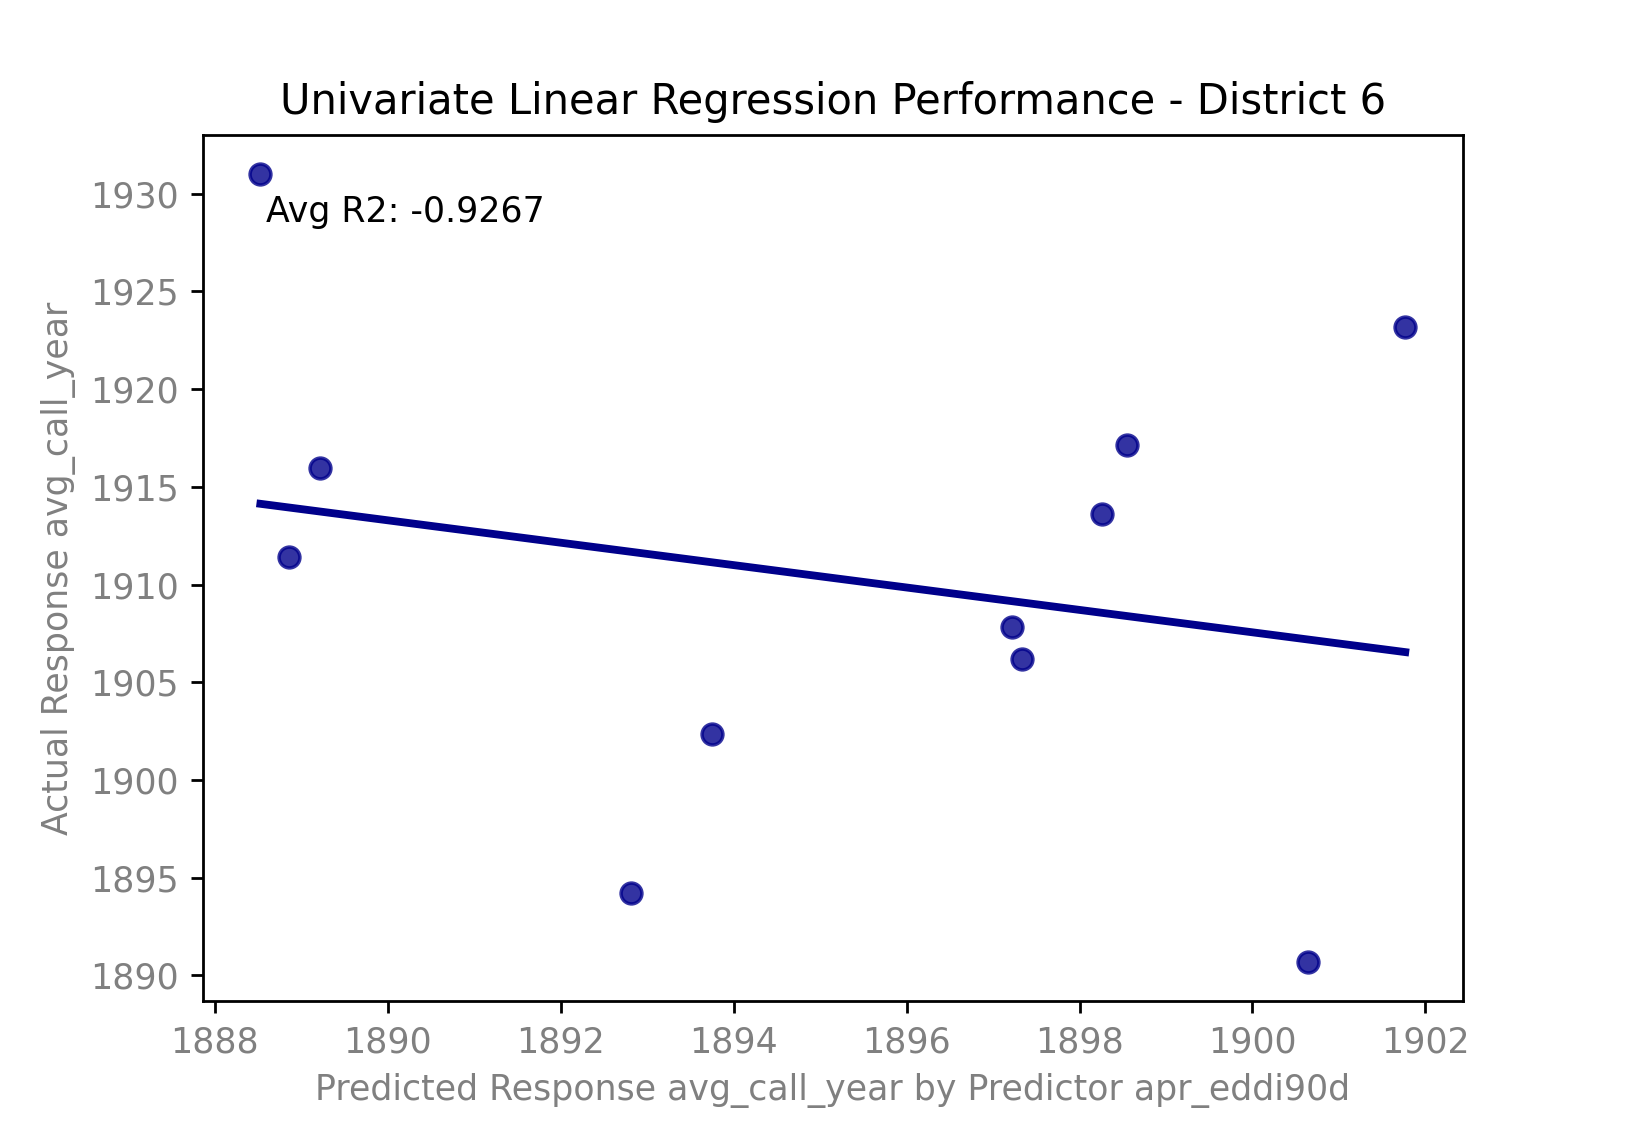 Univariate Linear Regression Performance - District 6
Avg R2: -0.9267
Actual Response avg_call_year
1930
1925
1920
1915
1910
1905
1900
1895
1890
1888 1890 1892 1894 1896 1898 1900 1902
Predicted Response avg_call_year by Predictor apr_eddi90d